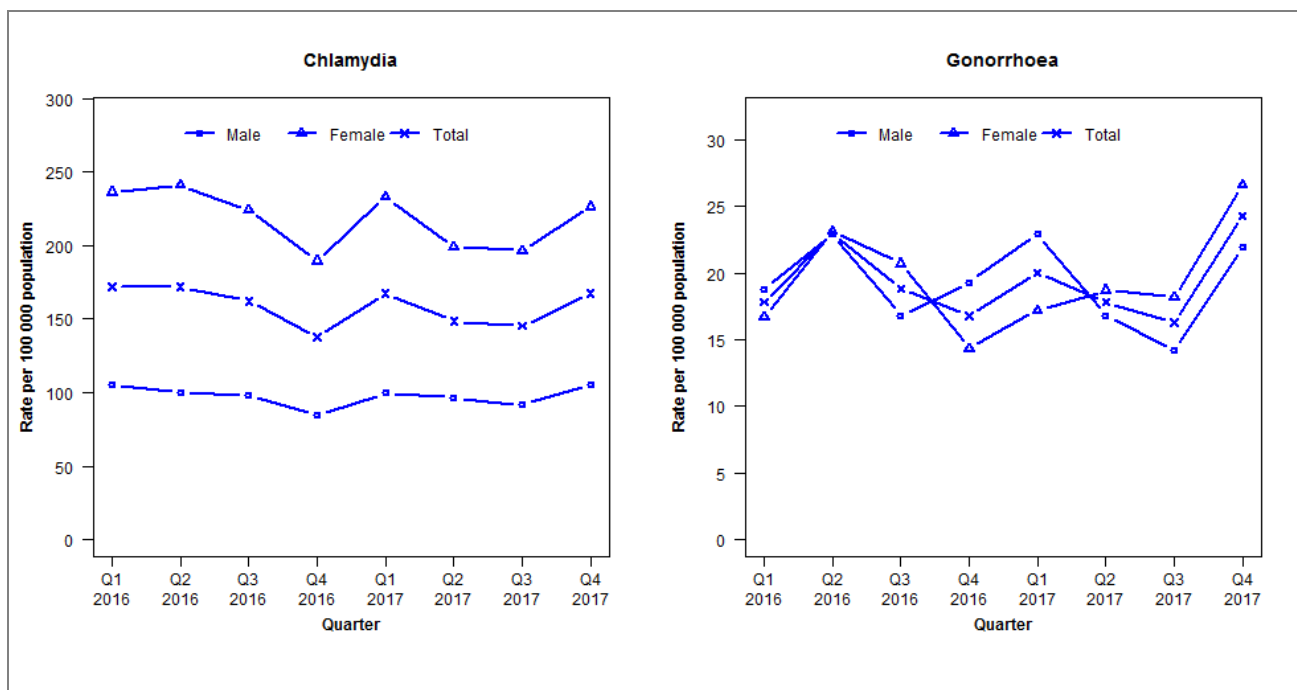 Chlamydia
300
250
200
150
100
50
0
Rate per 100 000 population
Male Female Total
Q1 Q2 Q3 Q4 Q1 Q2 Q3 Q4
2016 2016 2016 2016 2017 2017 2017 2017
Quarter
Gonorrhoea
30
25
20
15
10
5
0
Rate per 100 000 population
Male Female Total
Q1 Q2 Q3 Q4 Q1 Q2 Q3 Q4
2016 2016 2016 2016 2017 2017 2017 2017
Quarter